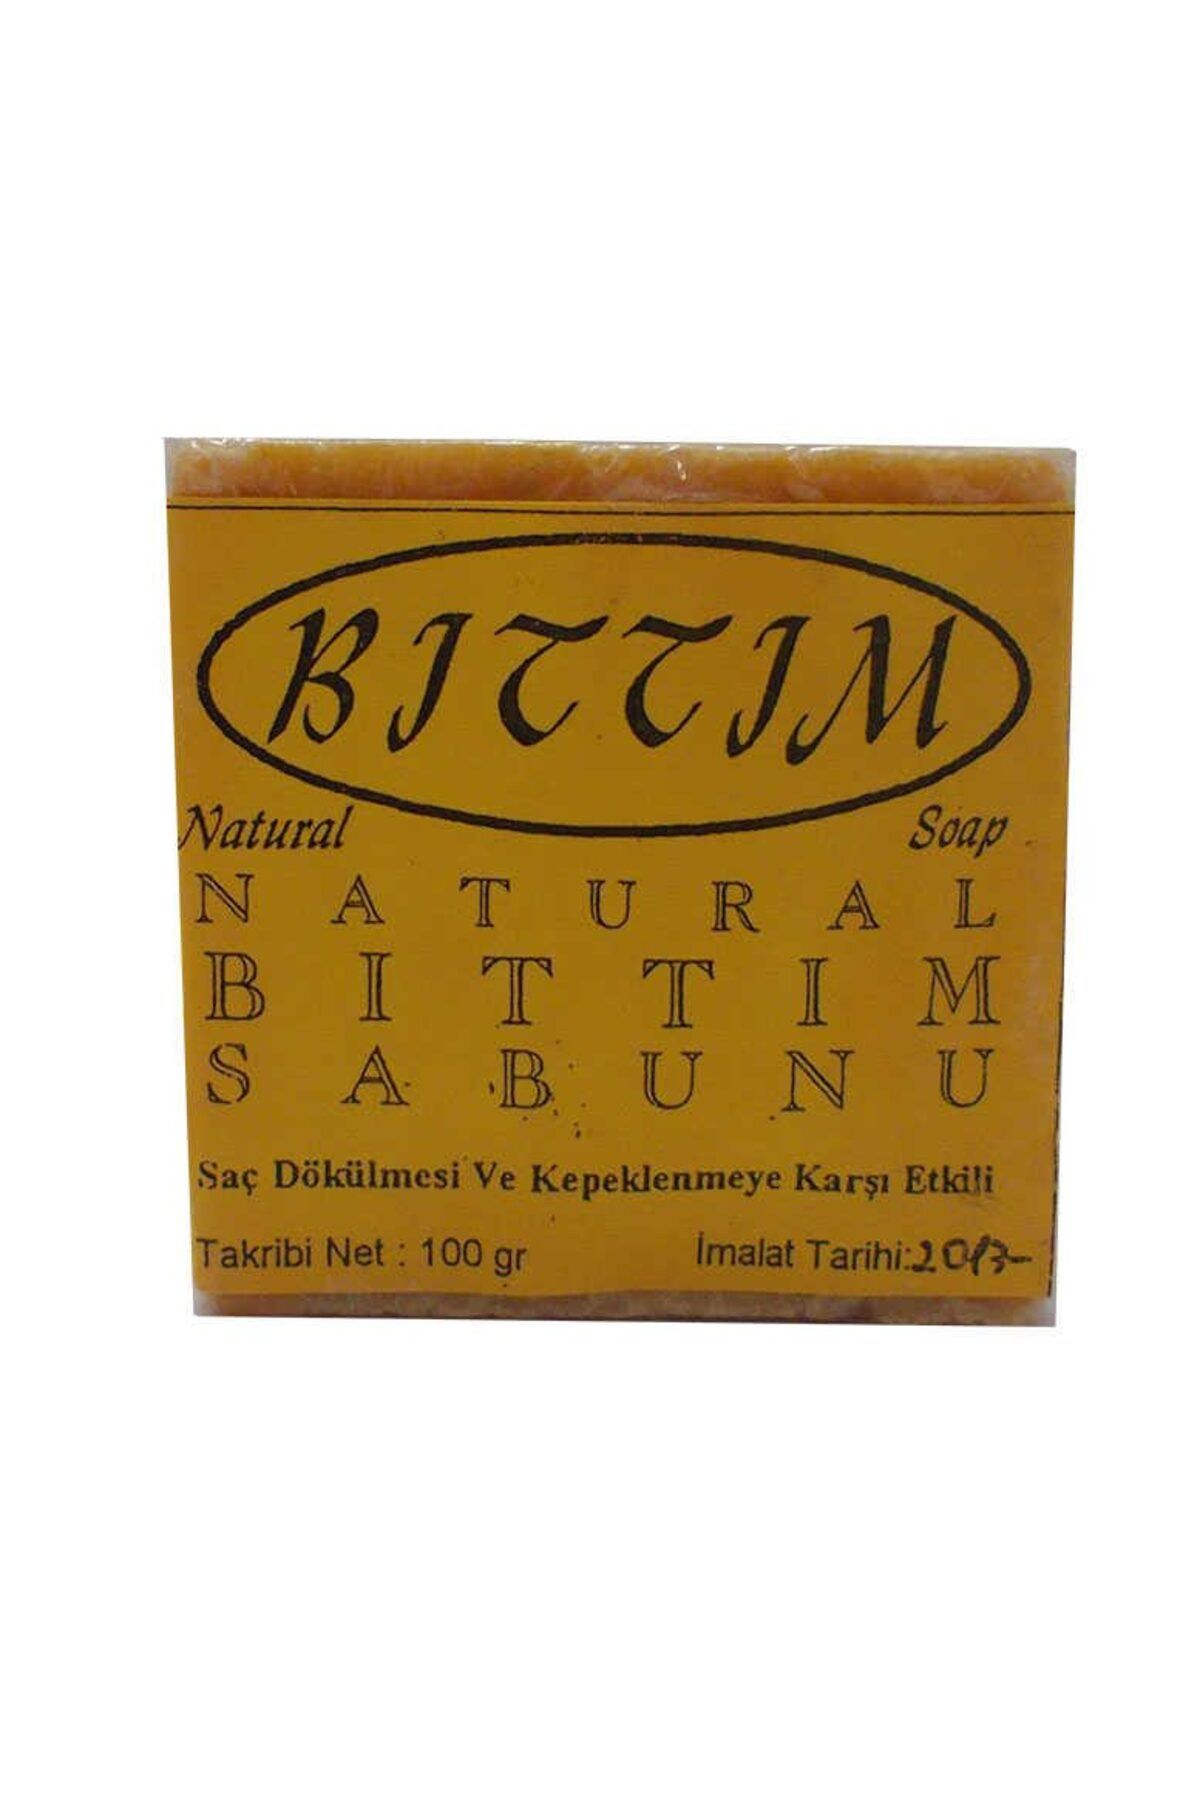 BITTIM
Natural Soap
NATURAL
BITTIM
SABUNU
Saç Dökülmesi Ve Kepeklenmeye Karşı Etkili
Takribi Net : 100 gr İmalat Tarihi: